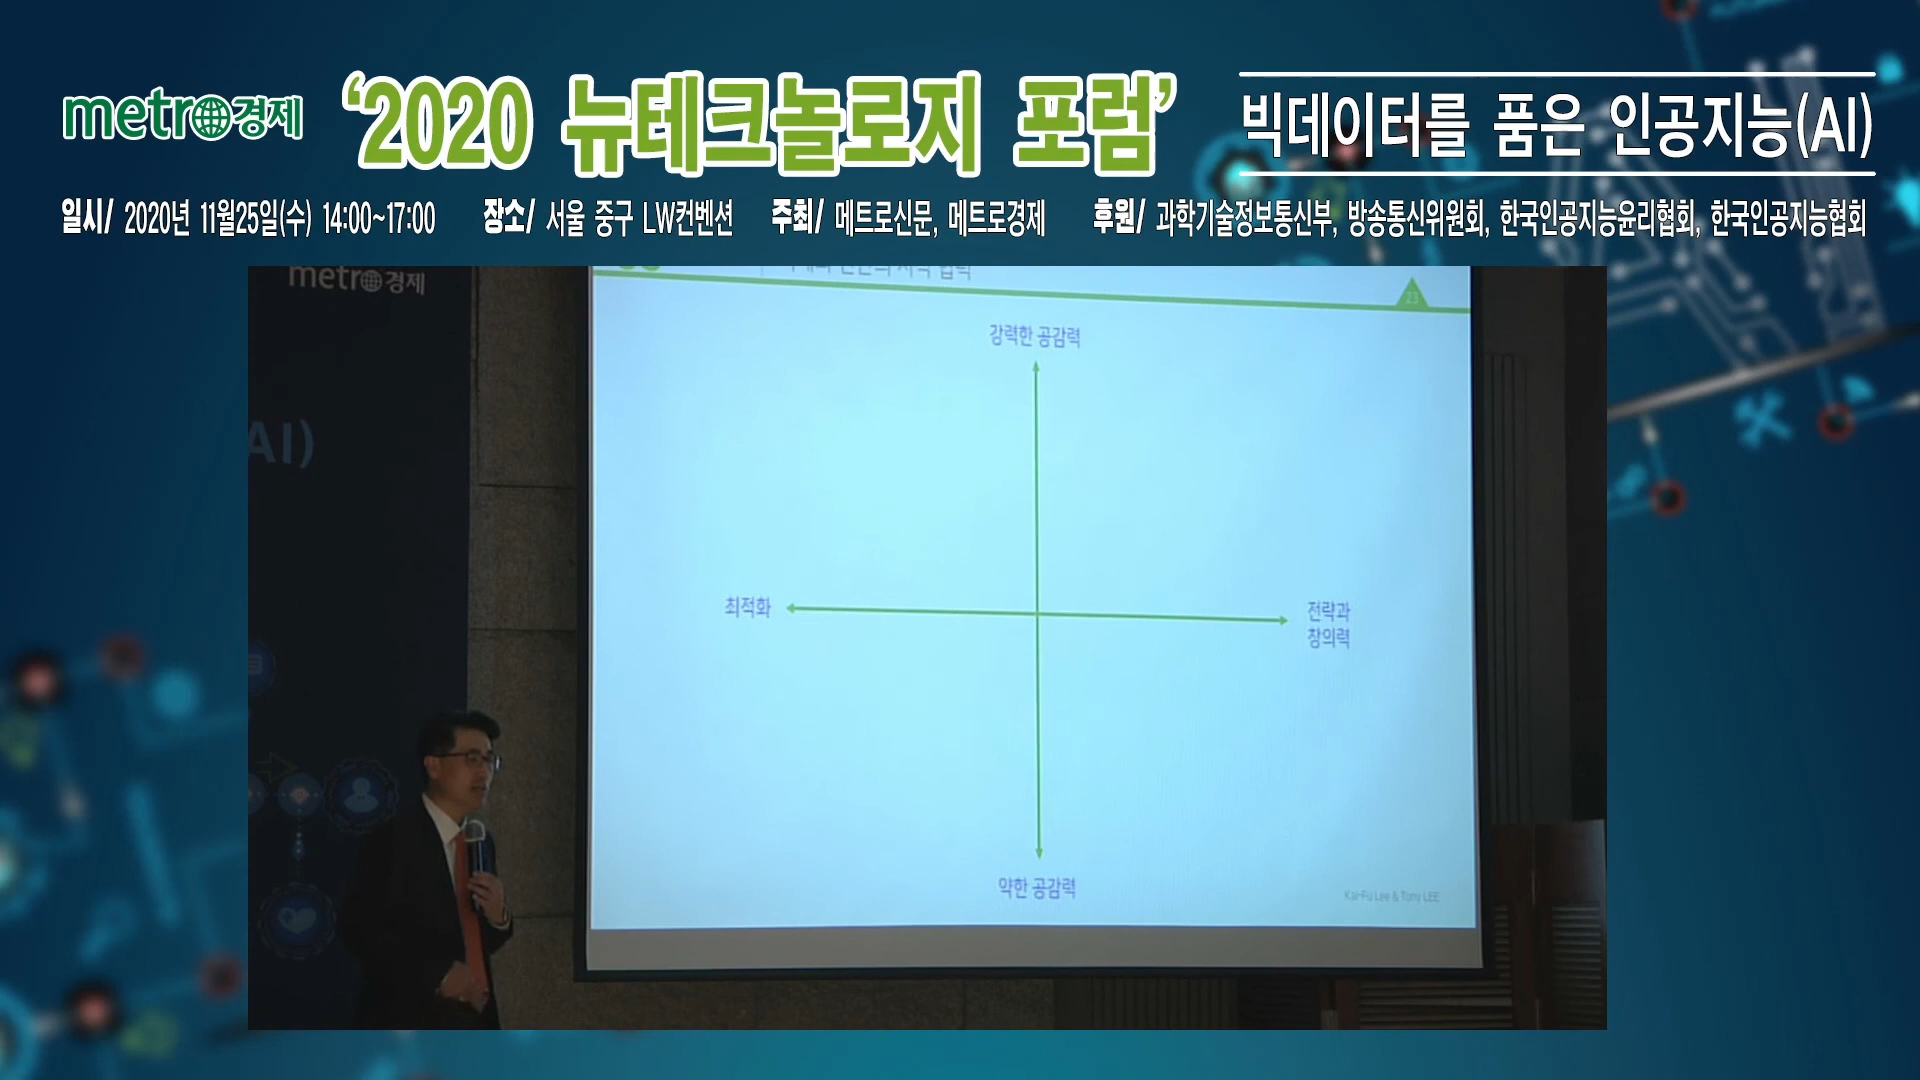 metro경제
‘2020 뉴테크놀로지 포럼’
빅데이터를 품은 인공지능(AI)
일시/ 2020년 11월25일(수) 14:00~17:00 장소/ 서울 중구 LW컨벤션 주최/ 메트로신문, 메트로경제 후원/ 과학기술정보통신부, 방송통신위원회, 한국인공지능윤리협회, 한국인공지능협회
metro경제
23
강력한 공감력
AI)
최적화
전략과
창의력
약한 공감력
Kai-Fu Lee & Tomi LEE